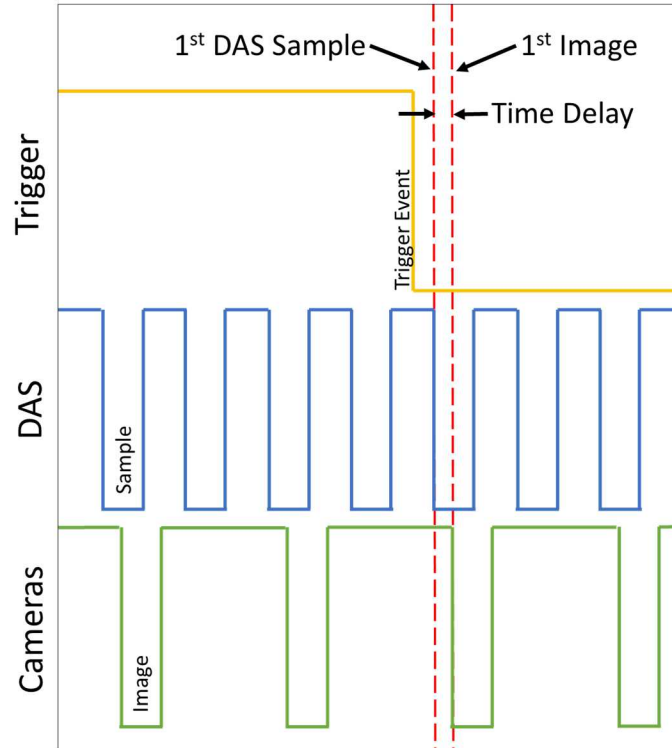 1st DAS Sample
1st Image
Time Delay
Trigger
Trigger Event
DAS
Sample
Cameras
Image